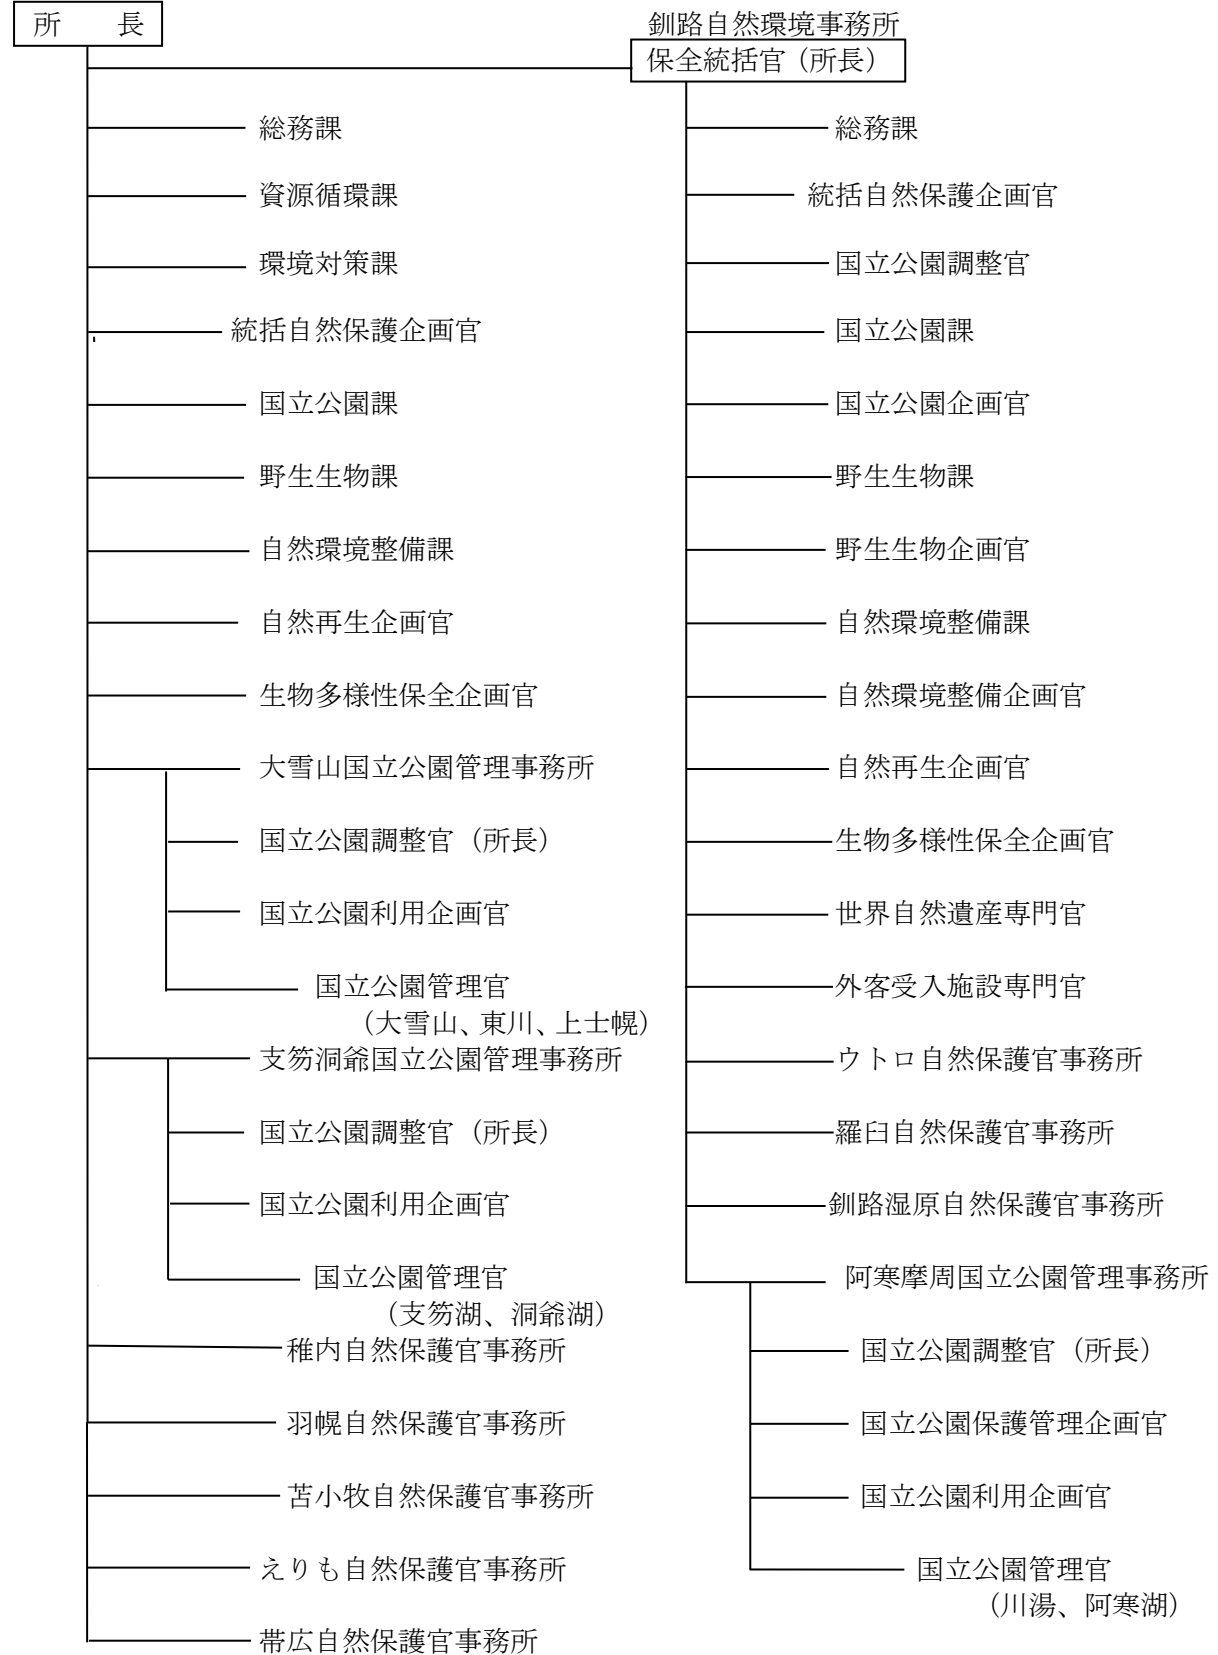 所　　長
総務課
資源循環課
環境対策課
統括自然保護企画官
国立公園課
野生生物課
自然環境整備課
自然再生企画官
生物多様性保全企画官
大雪山国立公園管理事務所
国立公園調整官（所長）
国立公園利用企画官
国立公園管理官
（大雪山、東川、上士幌）
支笏洞爺国立公園管理事務所
国立公園調整官（所長）
国立公園利用企画官
国立公園管理官
（支笏湖、洞爺湖）
稚内自然保護官事務所
羽幌自然保護官事務所
苫小牧自然保護官事務所
えりも自然保護官事務所
帯広自然保護官事務所
釧路自然環境事務所
保全統括官（所長）
総務課
統括自然保護企画官
国立公園調整官
国立公園課
国立公園企画官
野生生物課
野生生物企画官
自然環境整備課
自然環境整備企画官
自然再生企画官
生物多様性保全企画官
世界自然遺産専門官
外客受入施設専門官
ウトロ自然保護官事務所
羅臼自然保護官事務所
釧路湿原自然保護官事務所
阿寒摩周国立公園管理事務所
国立公園調整官（所長）
国立公園保護管理企画官
国立公園利用企画官
国立公園管理官
（川湯、阿寒湖）